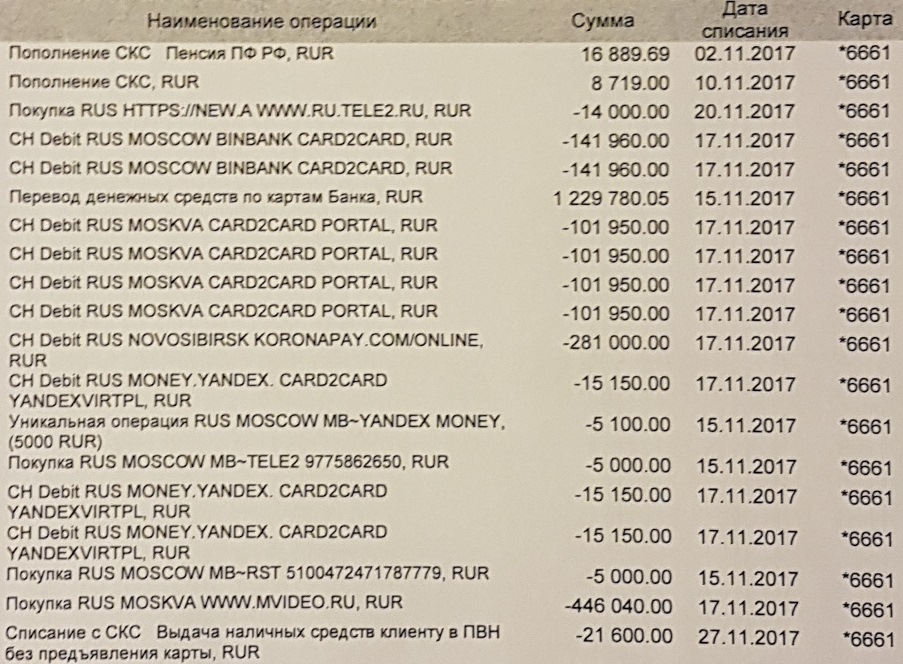 Наименование операции Сумма Дата списания Карта
Пополнение СКС Пенсия ПФ РФ, RUR 16 889.69 02.11.2017 *6661
Пополнение СКС, RUR 8 719.00 10.11.2017 *6661
Покупка RUS HTTPS://NEW.A WWW.RU.TELE2.RU, RUR -14 000.00 20.11.2017 *6661
CH Debit RUS MOSCOW BINBANK CARD2CARD, RUR -141 960.00 17.11.2017 *6661
CH Debit RUS MOSCOW BINBANK CARD2CARD, RUR -141 960.00 17.11.2017 *6661
Перевод денежных средств по картам Банка, RUR 1 229 780.05 15.11.2017 *6661
CH Debit RUS MOSKVA CARD2CARD PORTAL, RUR -101 950.00 17.11.2017 *6661
CH Debit RUS MOSKVA CARD2CARD PORTAL, RUR -101 950.00 17.11.2017 *6661
CH Debit RUS MOSKVA CARD2CARD PORTAL, RUR -101 950.00 17.11.2017 *6661
CH Debit RUS MOSKVA CARD2CARD PORTAL, RUR -101 950.00 17.11.2017 *6661
CH Debit RUS NOVOSIBIRSK KORONAPAY.COM/ONLINE, -281 000.00 17.11.2017 *6661
RUR
CH Debit RUS MONEY.YANDEX. CARD2CARD -15 150.00 17.11.2017 *6661
YANDEXVIRTPL, RUR
Уникальная операция RUS MOSCOW MB~YANDEX MONEY, -5 100.00 15.11.2017 *6661
(5000 RUR)
Покупка RUS MOSCOW MB~TELE2 9775862650, RUR -5 000.00 15.11.2017 *6661
CH Debit RUS MONEY.YANDEX. CARD2CARD -15 150.00 17.11.2017 *6661
YANDEXVIRTPL, RUR
CH Debit RUS MONEY.YANDEX. CARD2CARD -15 150.00 17.11.2017 *6661
YANDEXVIRTPL, RUR
Покупка RUS MOSCOW MB~RST 5100472471787779, RUR -5 000.00 15.11.2017 *6661
Покупка RUS MOSKVA WWW.MVIDEO.RU, RUR -446 040.00 17.11.2017 *6661
Списание с СКС Выдача наличных средств клиенту в ПВН -21 600.00 27.11.2017 *6661
без предъявления карты, RUR